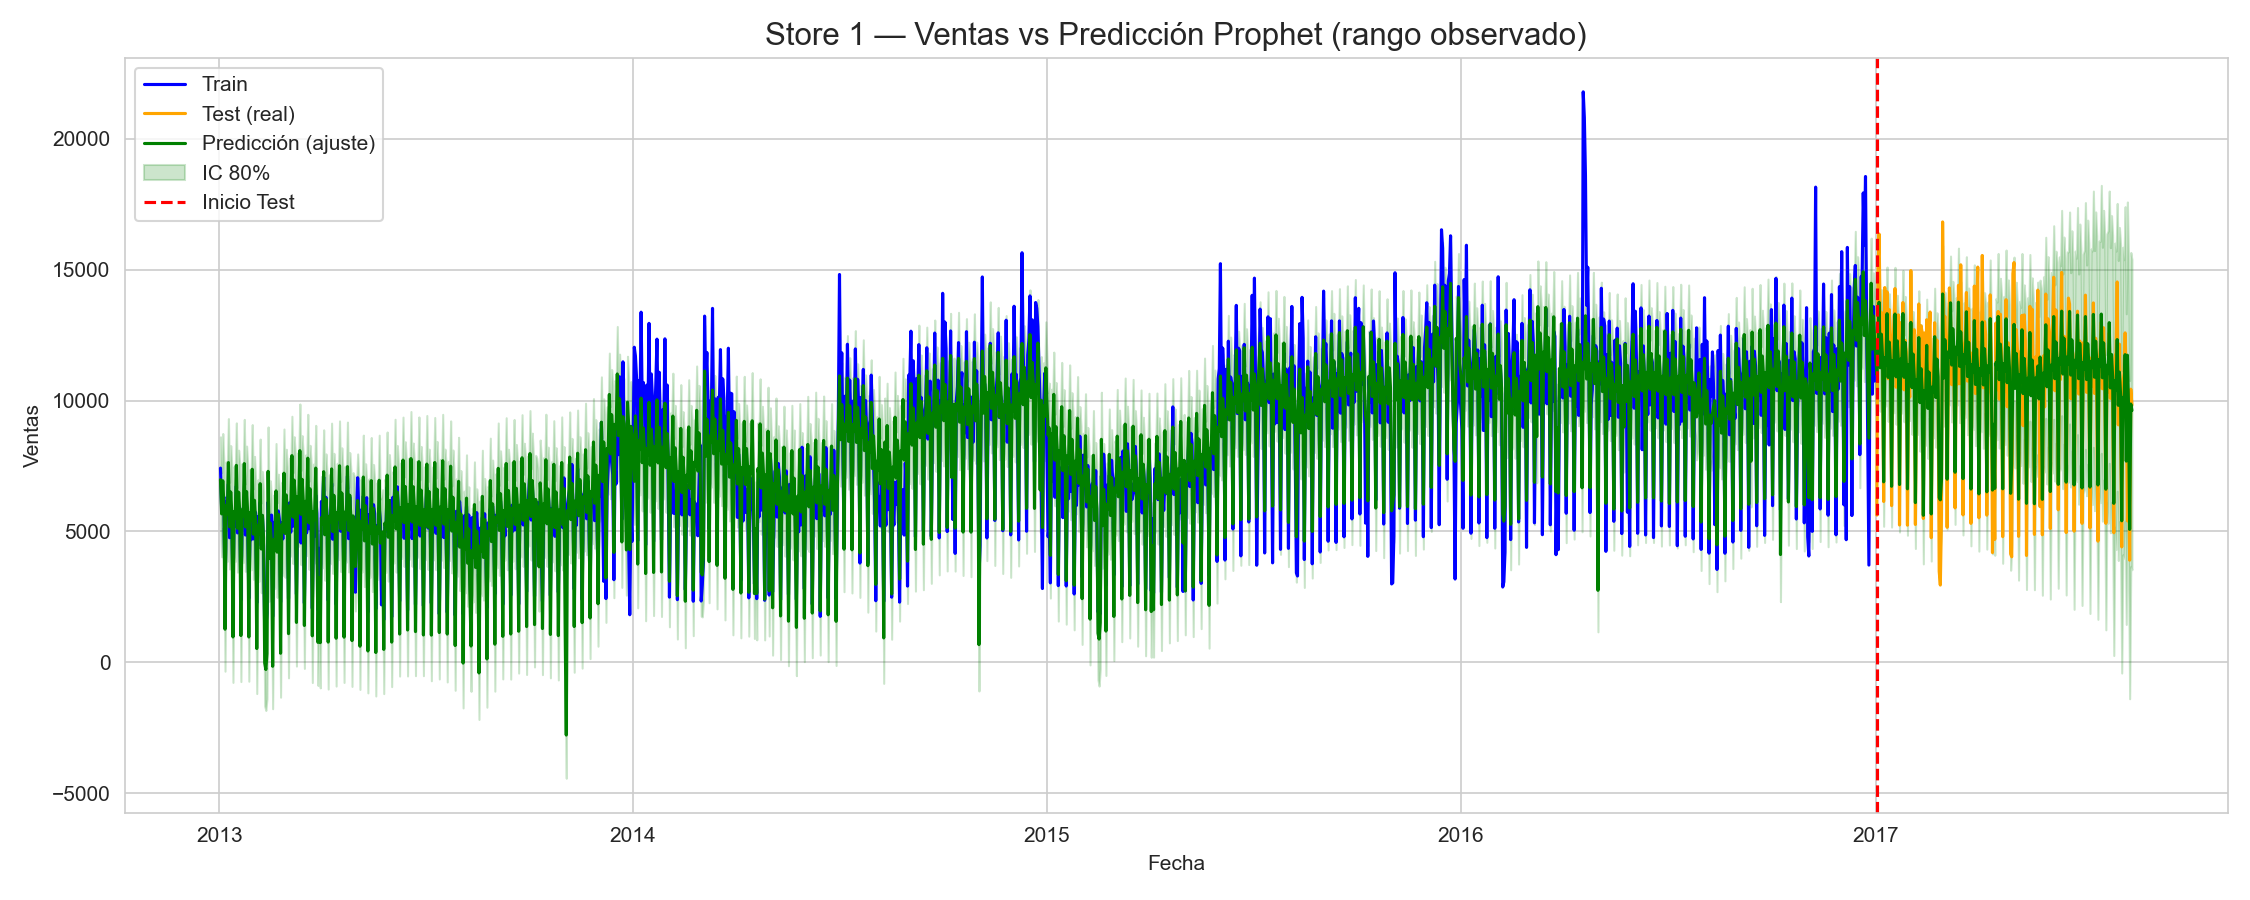 Store 1 — Ventas vs Predicción Prophet (rango observado)
Train
Test (real)
Predicción (ajuste)
IC 80%
Inicio Test
20000
15000
10000
5000
0
−5000
Ventas
2013
2014
2015
2016
2017
Fecha